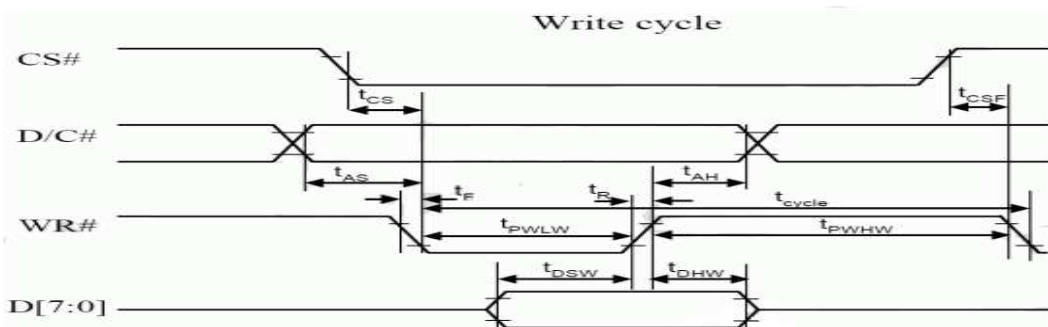 Write cycle
CS#
tCS
tCSF
D/C#
tAS
tF
tR
tAH
tcycle
WR#
tPWLW
tPWHW
tDSW
tDHW
D[7:0]